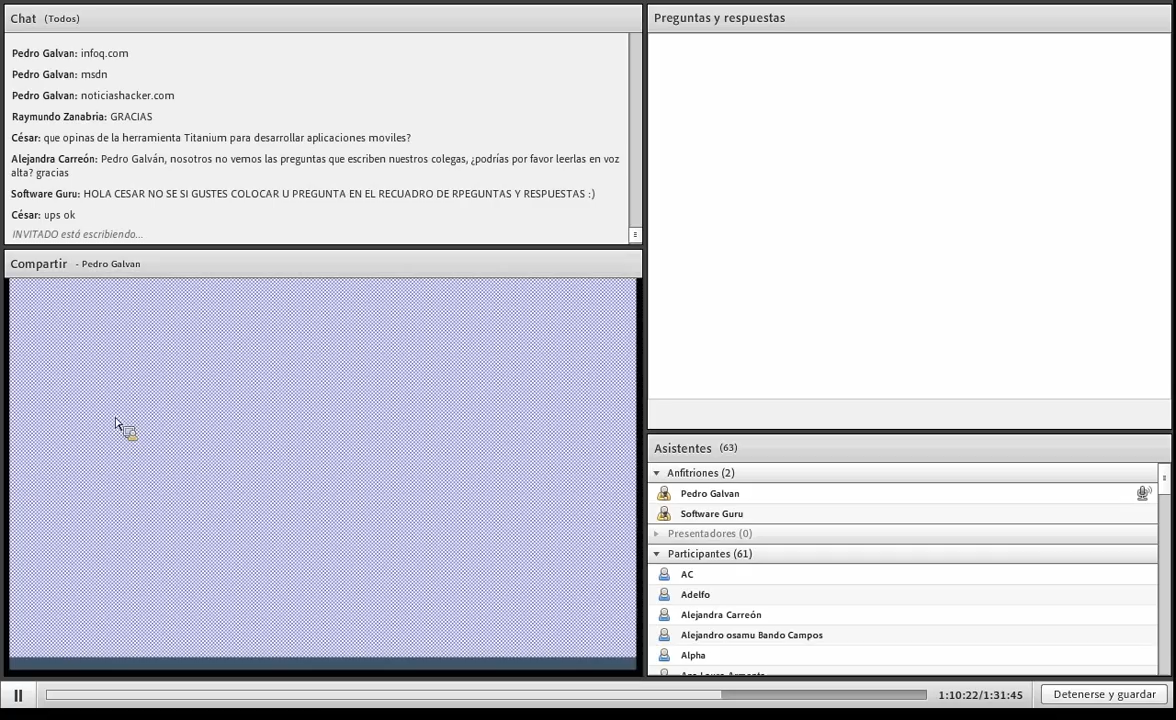 Chat (Todos)
Pedro Galvan: infoq.com
Pedro Galvan: msdn
Pedro Galvan: noticiashacker.com
Raymundo Zanabria: GRACIAS
César: que opinas de la herramienta Titanium para desarrollar aplicaciones moviles?
Alejandra Carreón: Pedro Galván, nosotros no vemos las preguntas que escriben nuestros colegas, ¿podrías por favor leerlas en voz
alta? gracias
Software Guru: HOLA CESAR NO SE SI GUSTES COLOCAR U PREGUNTA EN EL RECUADRO DE RPEGUNTAS Y RESPUESTAS :)
César: ups ok
INVITADO está escribiendo...
Compartir - Pedro Galvan
Preguntas y respuestas
Asistentes (63)
Anfitriones (2)
Pedro Galvan
Software Guru
Presentadores (0)
Participantes (61)
AC
Adelfo
Alejandra Carreón
Alejandro osamu Bando Campos
Alpha
1:10:22/1:31:45
Detenerse y guardar